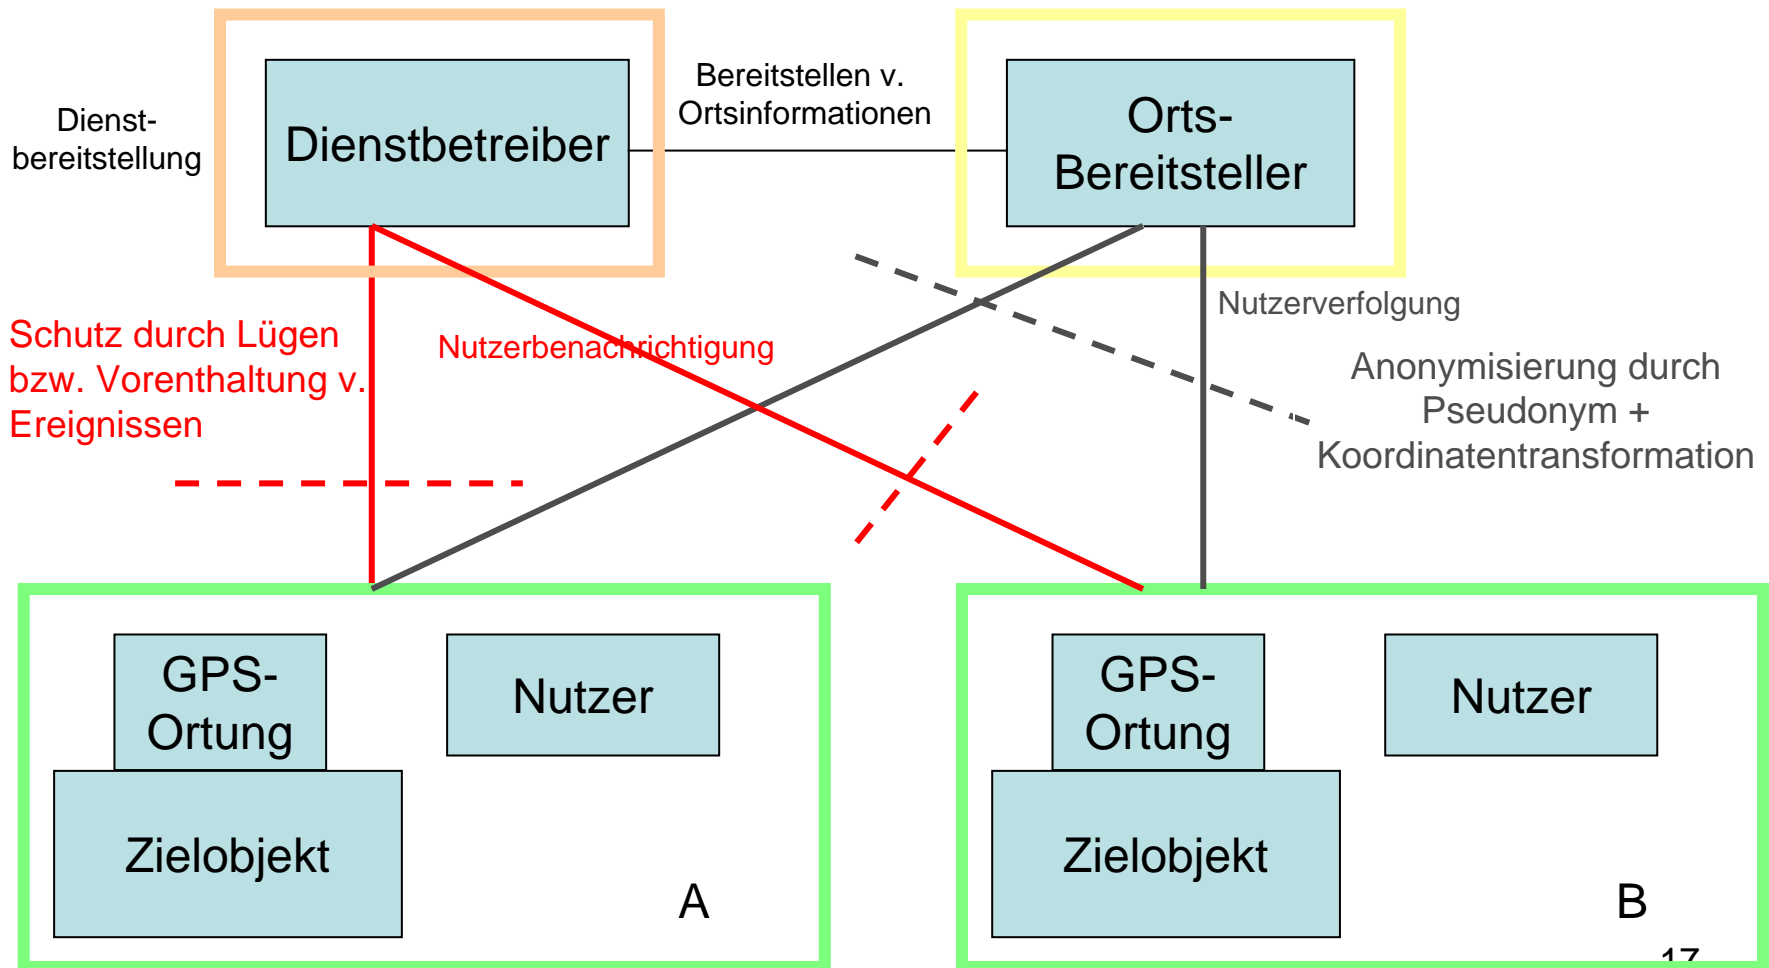 Bereitstellen v.
Ortsinformationen
Dienst-
bereitstellung
Dienstbetreiber
Orts-
Bereitsteller
Nutzerverfolgung
Schutz durch Lügen
bzw. Vorenthaltung v.
Ereignissen
Nutzerbenachrichtigung
Anonymisierung durch
Pseudonym +
Koordinatentransformation
GPS-
Ortung
Nutzer
Zielobjekt
A
GPS-
Ortung
Nutzer
Zielobjekt
B
17